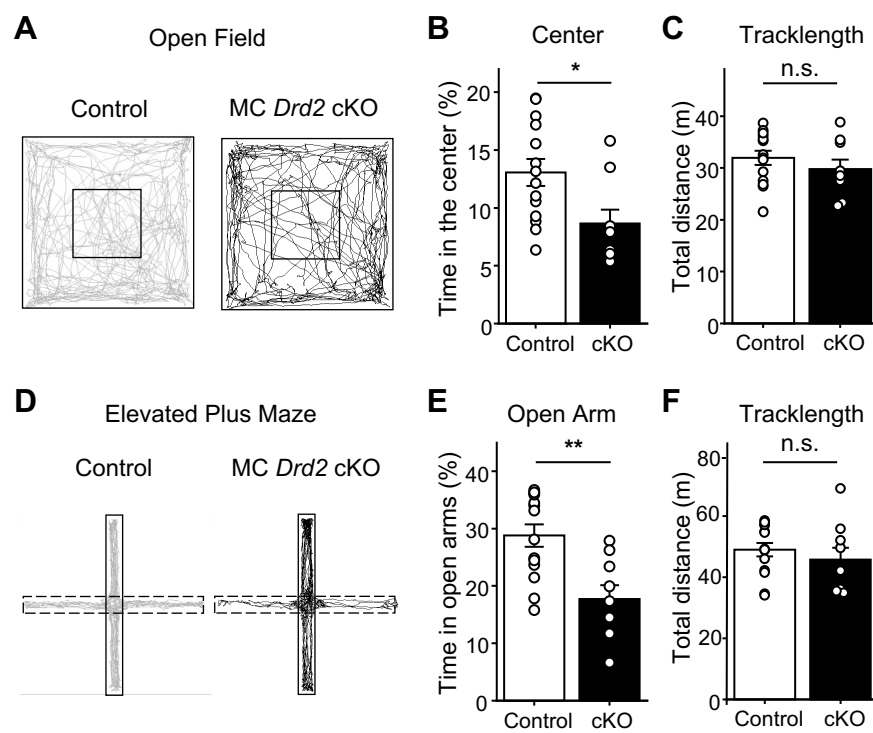 A
Open Field
Control
MC Drd2 cKO
B
Center
*
Time in the center (%)
20
15
10
5
0
Control
cKO
C
Tracklength
n.s.
Total distance (m)
40
30
20
10
0
Control
cKO
D
Elevated Plus Maze
Control
MC Drd2 cKO
E
Open Arm
**
Time in open arms (%)
40
30
20
10
0
Control
cKO
F
Tracklength
n.s.
Total distance (m)
80
60
40
20
0
Control
cKO